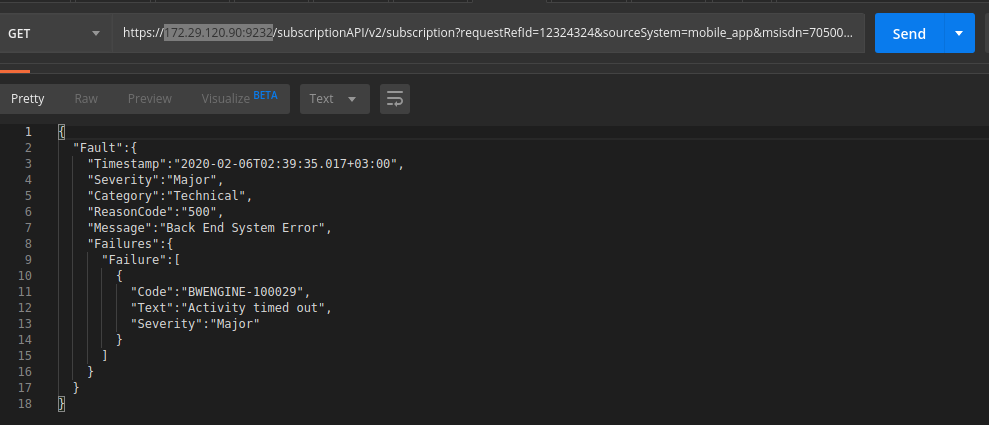 GET https://172.29.120.90:9232/subscriptionAPI/v2/subscription?requestRefId=12324324&sourceSystem=mobile_app&msisdn=70500... Send
Pretty Raw Preview Visualize BETA Text
1 {
2 "Fault":{
3 "Timestamp":"2020-02-06T02:39:35.017+03:00",
4 "Severity":"Major",
5 "Category":"Technical",
6 "ReasonCode":"500",
7 "Message":"Back End System Error",
8 "Failures":{
9 "Failure":[
10 {
11 "Code":"BWENGINE-100029",
12 "Text":"Activity timed out",
13 "Severity":"Major"
14 }
15 ]
16 }
17 }
18 }